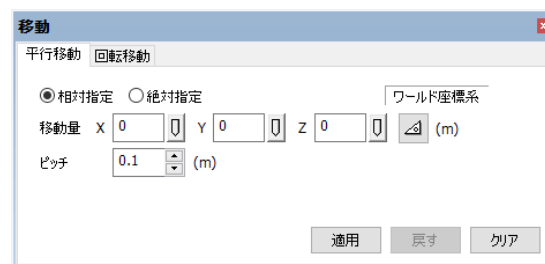 移動
平行移動 回転移動
相対指定 絶対指定 ワールド座標系
移動量 X 0 Y 0 Z 0 (m)
ピッチ 0.1 (m)
適用 戻す クリア